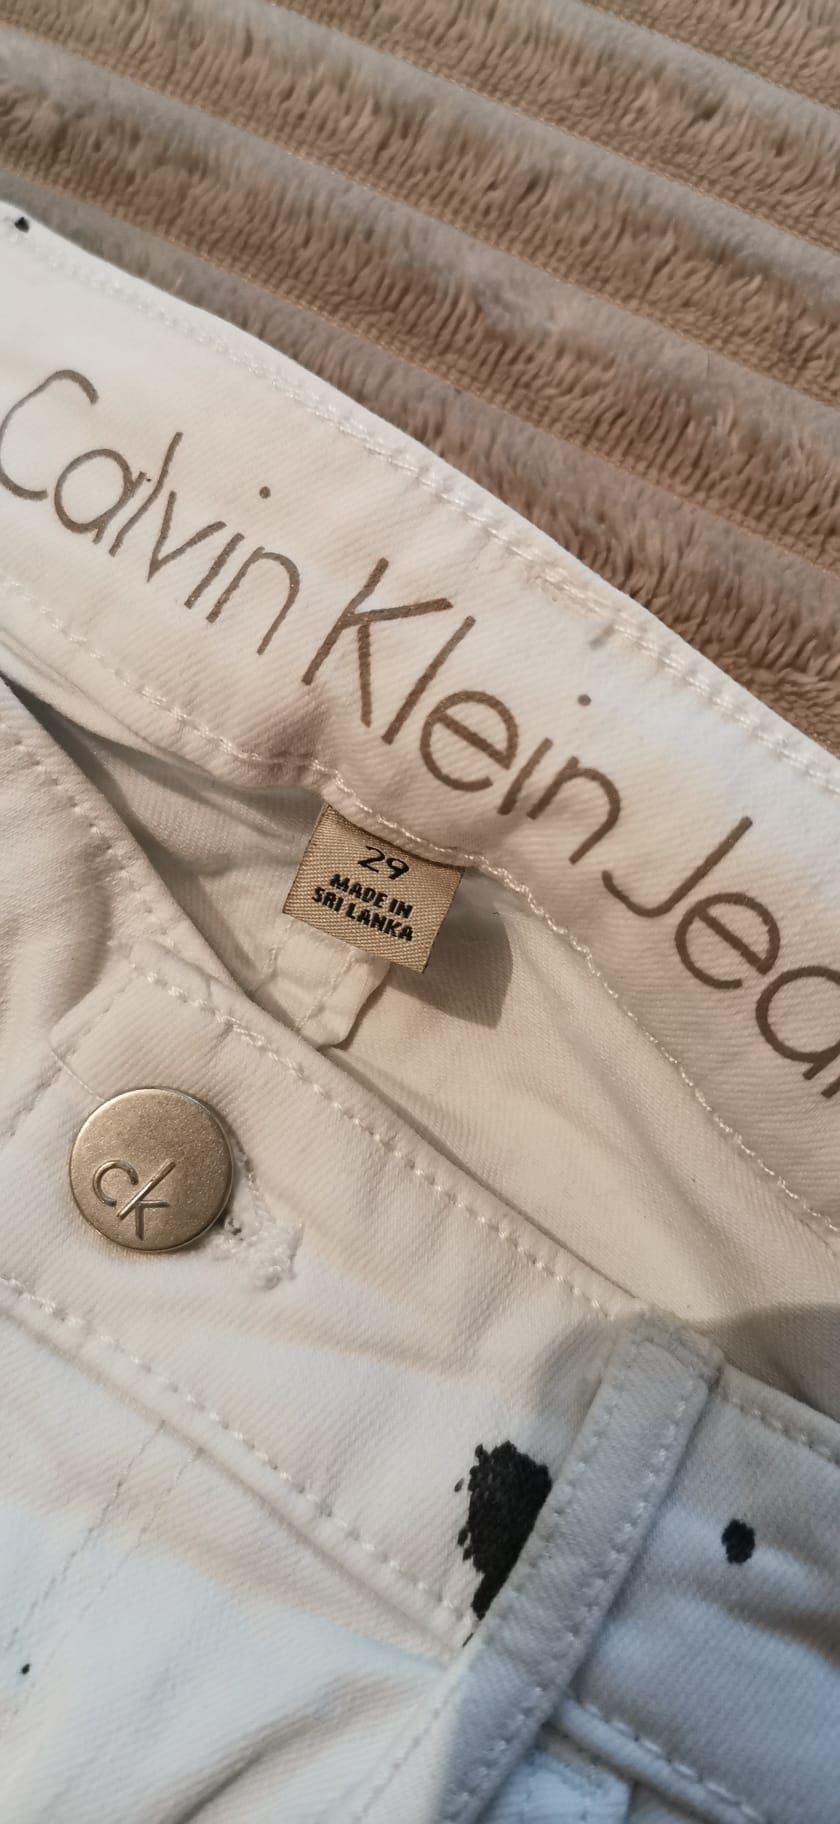 Calvin Klein Jea
29
MADE IN
SRI LANKA
ck